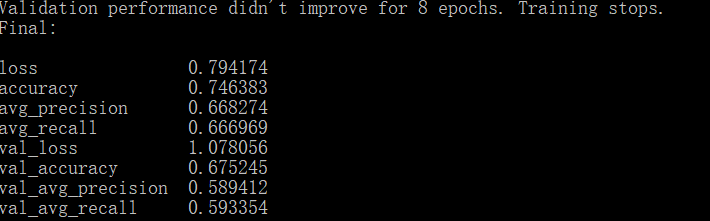 Validation performance didn't improve for 8 epochs. Training stops.
Final:
loss 0.794174
accuracy 0.746383
avg_precision 0.668274
avg_recall 0.666969
val_loss 1.078056
val_accuracy 0.675245
val_avg_precision 0.589412
val_avg_recall 0.593354